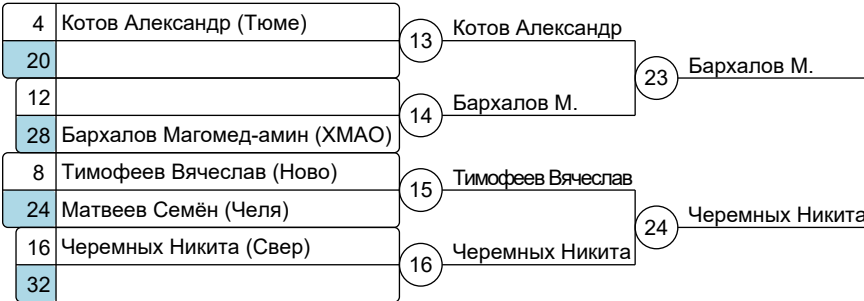 4 Котов Александр (Тюме)
20
12
28 Бархалов Магомед-амин (ХМАО)
8 Тимофеев Вячеслав (Ново)
24 Матвеев Семён (Челя)
16 Черемных Никита (Свер)
32
13 Котов Александр
14 Бархалов М.
15 Тимофеев Вячеслав
16 Черемных Никита
23 Бархалов М.
24 Черемных Никита